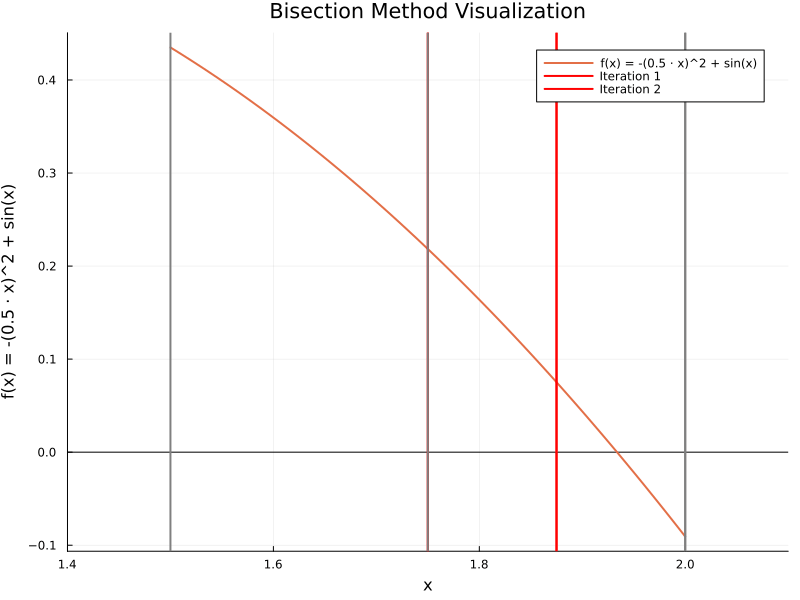 Bisection Method Visualization
f(x) = -(0.5 · x)^2 + sin(x)
Iteration 1
Iteration 2
f(x) = -(0.5 · x)^2 + sin(x)
0.4
0.3
0.2
0.1
0.0
−0.1
1.4 1.6 1.8 2.0
x